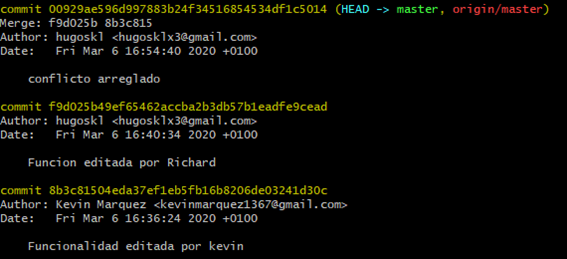 commit 00929ae596d997883b24f34516854534df1c5014 (HEAD -> master, origin/master)
Merge: f9d025b 8b3c815
Author: hugoskl <hugosklx3@gmail.com>
Date:   Fri Mar 6 16:54:40 2020 +0100
    conflicto arreglado
commit f9d025b49ef65462accba2b3db57b1eadfe9cead
Author: hugoskl <hugosklx3@gmail.com>
Date:   Fri Mar 6 16:40:34 2020 +0100
    Funcion editada por Richard
commit 8b3c81504eda37ef1eb5fb16b8206de03241d30c
Author: Kevin Marquez <kevinmarquez1367@gmail.com>
Date:   Fri Mar 6 16:36:24 2020 +0100
    Funcionalidad editada por kevin